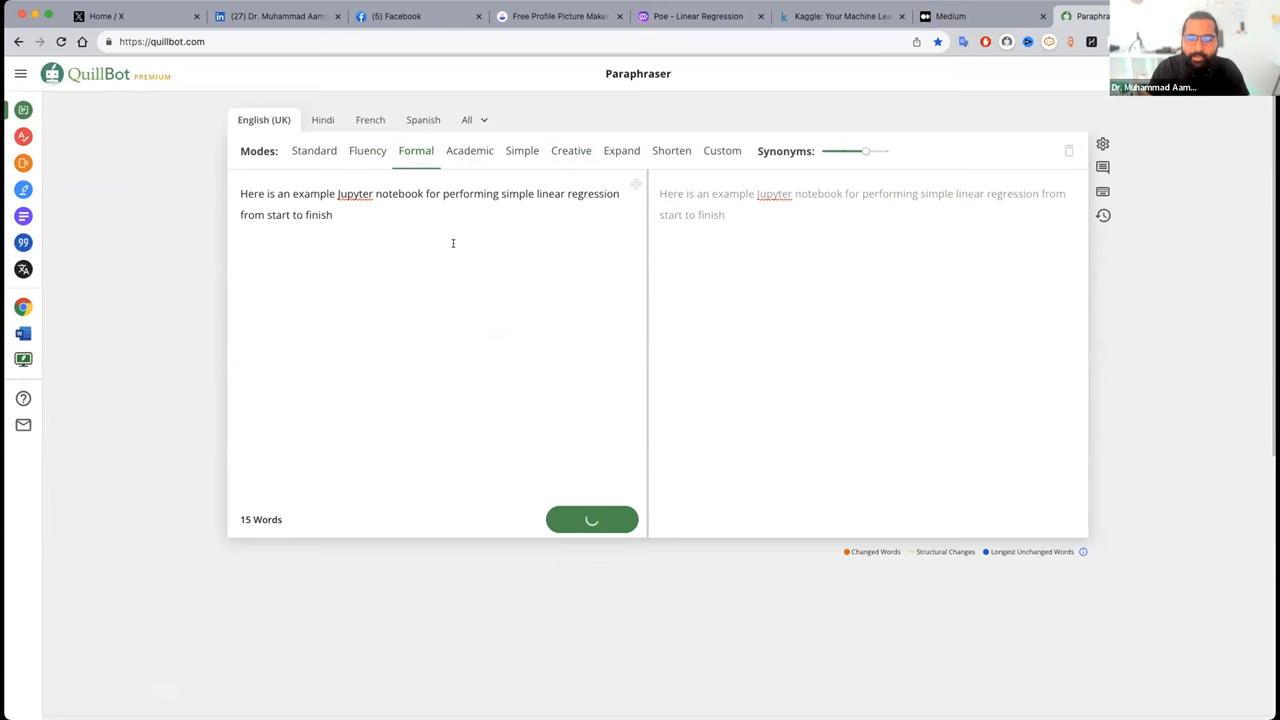 Home / X
(27) Dr. Muhammad Aam
(5) Facebook
Free Profile Picture Maker
Poe - Linear Regression
Kaggle: Your Machine Lea
Medium
Paraphra
https://quillbot.com
Dr. Muhammad Aam...
QuillBot PREMIUM
Paraphraser
English (UK) Hindi French Spanish All
Modes: Standard Fluency Formal Academic Simple Creative Expand Shorten Custom Synonyms:
Here is an example Jupyter notebook for performing simple linear regression
from start to finish
Here is an example Jupyter notebook for performing simple linear regression from
start to finish
15 Words
Changed Words Structural Changes Longest Unchanged Words